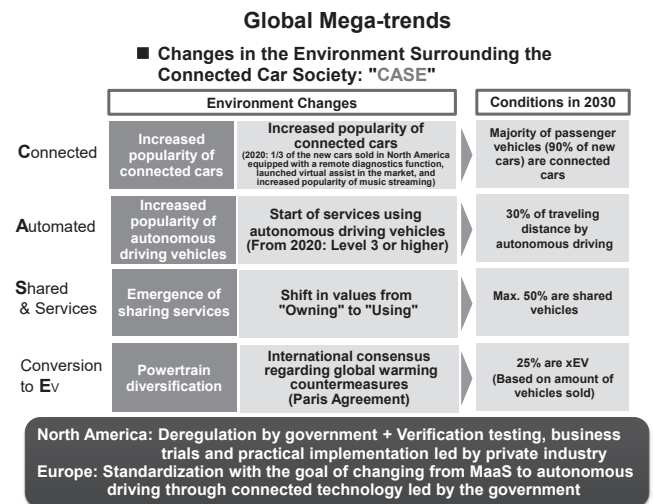 Global Mega-trends
■ Changes in the Environment Surrounding the
Connected Car Society: "CASE"
Environment Changes
Conditions in 2030
Connected
Increased
popularity of
connected cars
Increased popularity of
connected cars
(2020: 1/3 of the new cars sold in North America
equipped with a remote diagnostics function,
launched virtual assist in the market, and
increased popularity of music streaming)
Majority of passenger
vehicles (90% of new
cars) are connected
cars
Automated
Increased
popularity of
autonomous
driving vehicles
Start of services using
autonomous driving vehicles
(From 2020: Level 3 or higher)
30% of traveling
distance by
autonomous driving
Shared
& Services
Emergence of
sharing services
Shift in values from
"Owning" to "Using"
Max. 50% are shared
vehicles
Conversion
to EV
Powertrain
diversification
International consensus
regarding global warming
countermeasures
(Paris Agreement)
25% are xEV
(Based on amount of
vehicles sold)
North America: Deregulation by government + Verification testing, business
trials and practical implementation led by private industry
Europe: Standardization with the goal of changing from MaaS to autonomous
driving through connected technology led by the government